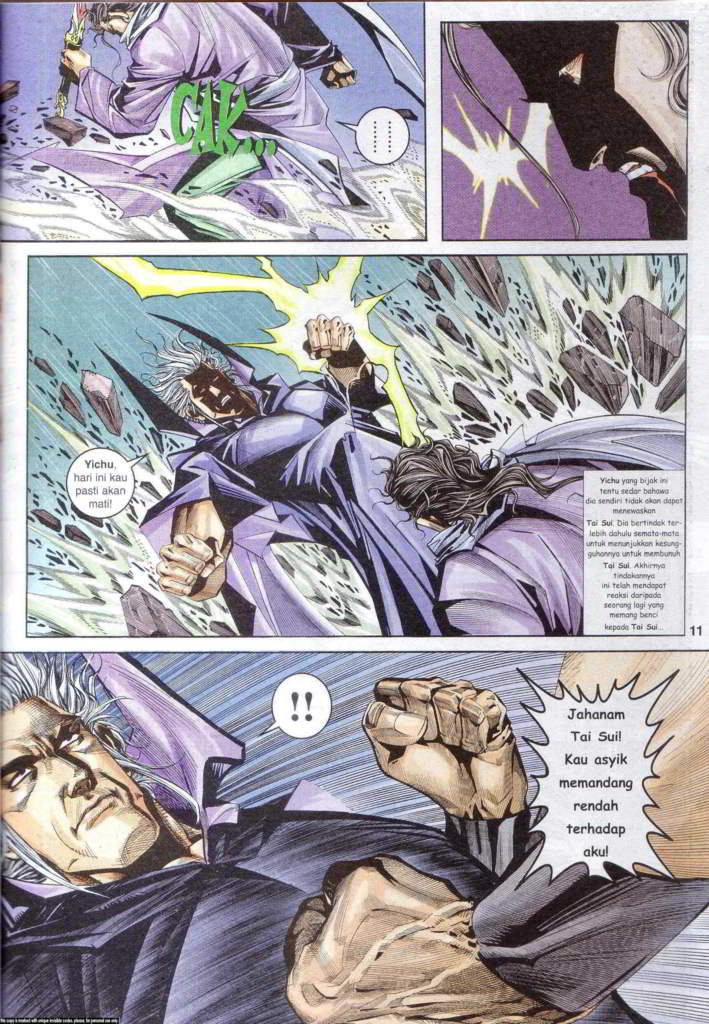 CAK...
Yichu,
hari ini kau
pasti akan
mati!
Yichu yang bijak ini
tentu sedar bahawa
dia sendiri tidak akan dapat
menewaskan
Tai Sui. Dia bertindak ter-
lebih dahulu semata-mata
untuk menunjukkan kesung-
guhannya untuk membunuh
Tai Sui. Akhirnya
tindakannya
ini telah mendapat
reaksi daripada
seorang lagi yang
memang benci
kepada Tai Sui...
11
!!
Jahanam
Tai Sui!
Kau asyik
memandang
rendah
terhadap
aku!